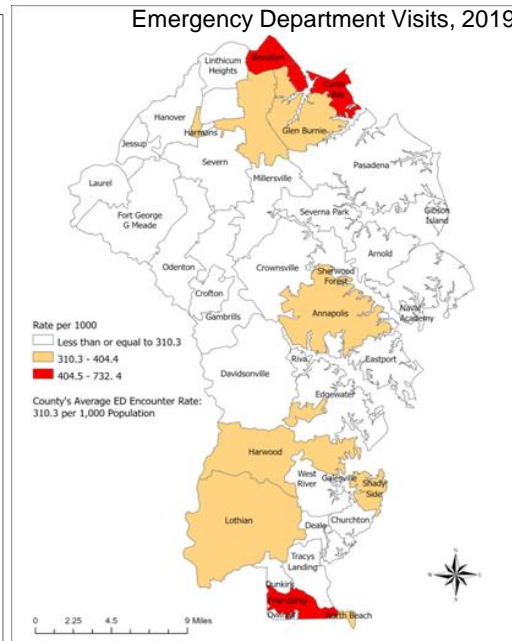 Emergency Department Visits, 2019
Brooklyn
Linthicum
Heights
Curtis
Bay
Hanover
Harmans
Glen Burnie
Jessup
Severn
Pasadena
Laurel
Millersville
Fort George
G Meade
Severna Park
Gibson
Island
Arnold
Odenton
Crownsville
Sherwood
Forest
Crofton
Annapolis
Naval
Academy
Gambrills
Rate per 1000
Less than or equal to 310.3
310.3 - 404.4
404.5 - 732. 4
County's Average ED Encounter Rate:
310.3 per 1,000 Population
Riva
Eastport
Davidsonville
Edgewater
Harwood
West
River
Galesville
Shady
Side
Lothian
Deale
Churchton
Tracys
Landing
Dunkirk
Friendship
Owings
North Beach
N
0 2.25 4.5 9 Miles